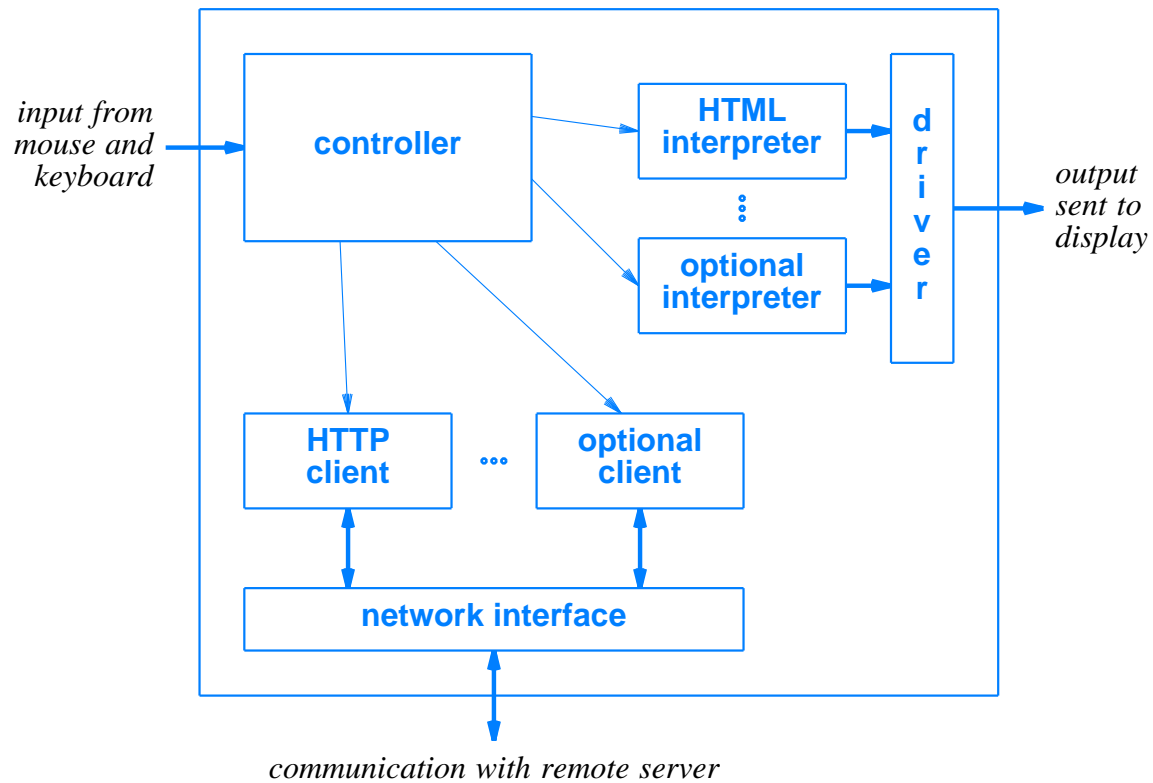 input from
mouse and
keyboard
controller
HTML
interpreter
optional
interpreter
driver
output
sent to
display
HTTP
client
optional
client
network interface
communication with remote server